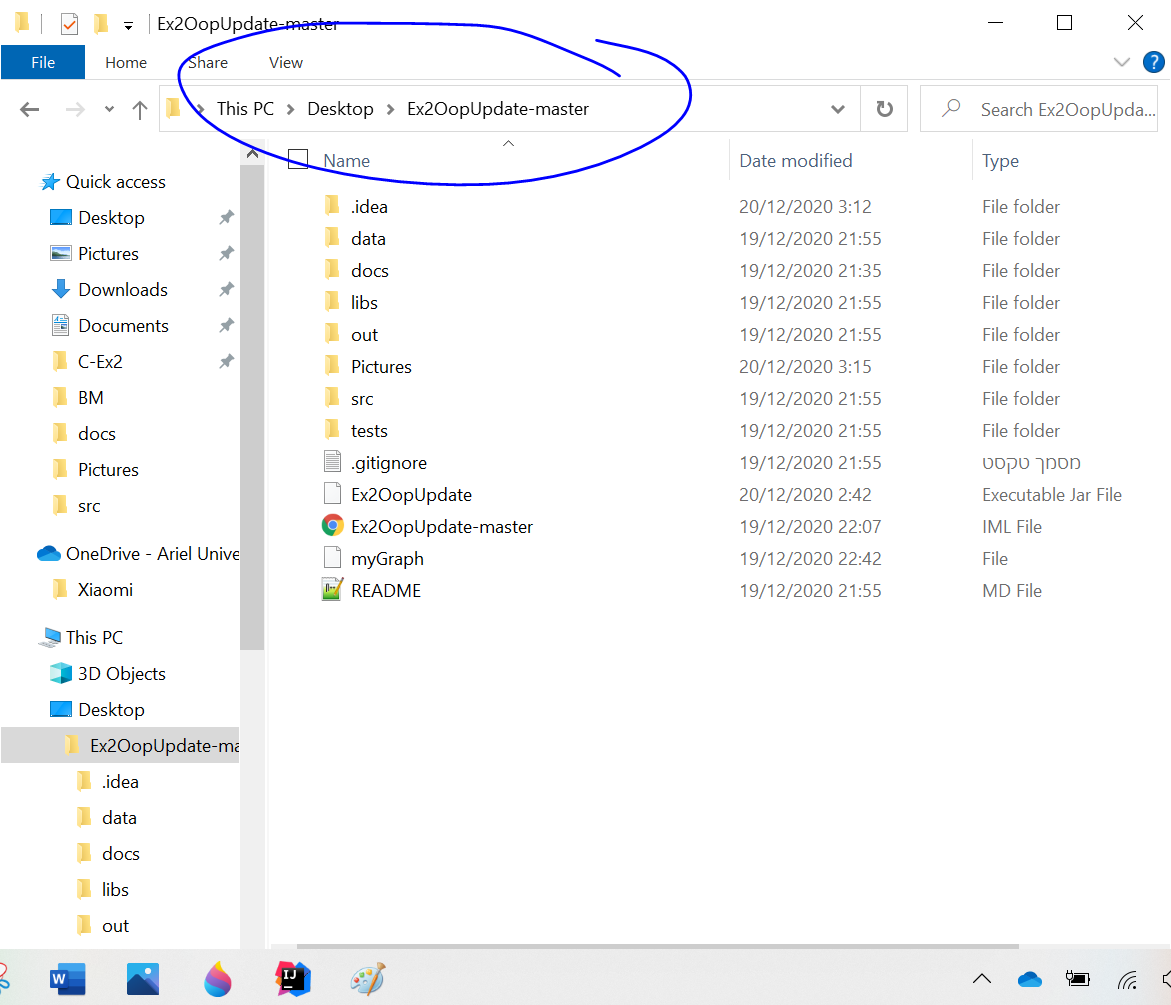 Ex2OopUpdate-master
File Home Share View
This PC Desktop Ex2OopUpdate-master Search Ex2OopUpda...
Name Date modified Type
Quick access
Desktop
Pictures
Downloads
Documents
C-Ex2
BM
docs
Pictures
src
OneDrive - Ariel Unive
Xiaomi
This PC
3D Objects
Desktop
Ex2OopUpdate-ma
.idea
data
docs
libs
out
.idea 20/12/2020 3:12 File folder
data 19/12/2020 21:55 File folder
docs 19/12/2020 21:35 File folder
libs 19/12/2020 21:55 File folder
out 19/12/2020 21:55 File folder
Pictures 20/12/2020 3:15 File folder
src 19/12/2020 21:55 File folder
tests 19/12/2020 21:55 File folder
.gitignore 19/12/2020 21:55 מסמך טקסט
Ex2OopUpdate 20/12/2020 2:42 Executable Jar File
Ex2OopUpdate-master 19/12/2020 22:07 IML File
myGraph 19/12/2020 22:42 File
README 19/12/2020 21:55 MD File
W IJ